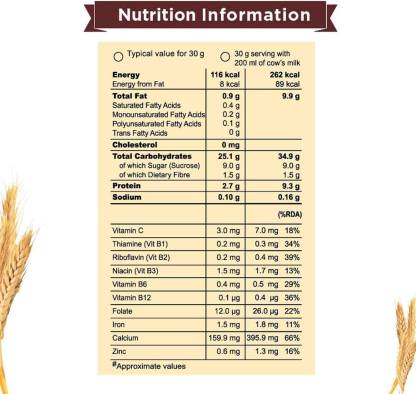 Nutrition Information
Typical value for 30 g 30 g serving with
200 ml of cow's milk
Energy 116 kcal 262 kcal
Energy from Fat 8 kcal 89 kcal
Total Fat 0.9 g 9.9 g
Saturated Fatty Acids 0.4 g
Monounsaturated Fatty Acids 0.2 g
Polyunsaturated Fatty Acids 0.1 g
Trans Fatty Acids 0 g
Cholesterol 0 mg
Total Carbohydrates 25.1 g 34.9 g
of which Sugar (Sucrose) 9.0 g 9.0 g
of which Dietary Fibre 1.5 g 1.5 g
Protein 2.7 g 9.3 g
Sodium 0.10 g 0.16 g
(%RDA)
Vitamin C 3.0 mg 7.0 mg 18%
Thiamine (Vit B1) 0.2 mg 0.3 mg 34%
Riboflavin (Vit B2) 0.2 mg 0.4 mg 39%
Niacin (Vit B3) 1.5 mg 1.7 mg 13%
Vitamin B6 0.4 mg 0.5 mg 29%
Vitamin B12 0.1 µg 0.4 µg 36%
Folate 12.0 µg 26.0 µg 22%
Iron 1.5 mg 1.8 mg 11%
Calcium 159.9 mg 395.9 mg 66%
Zinc 0.6 mg 1.3 mg 16%
#Approximate values